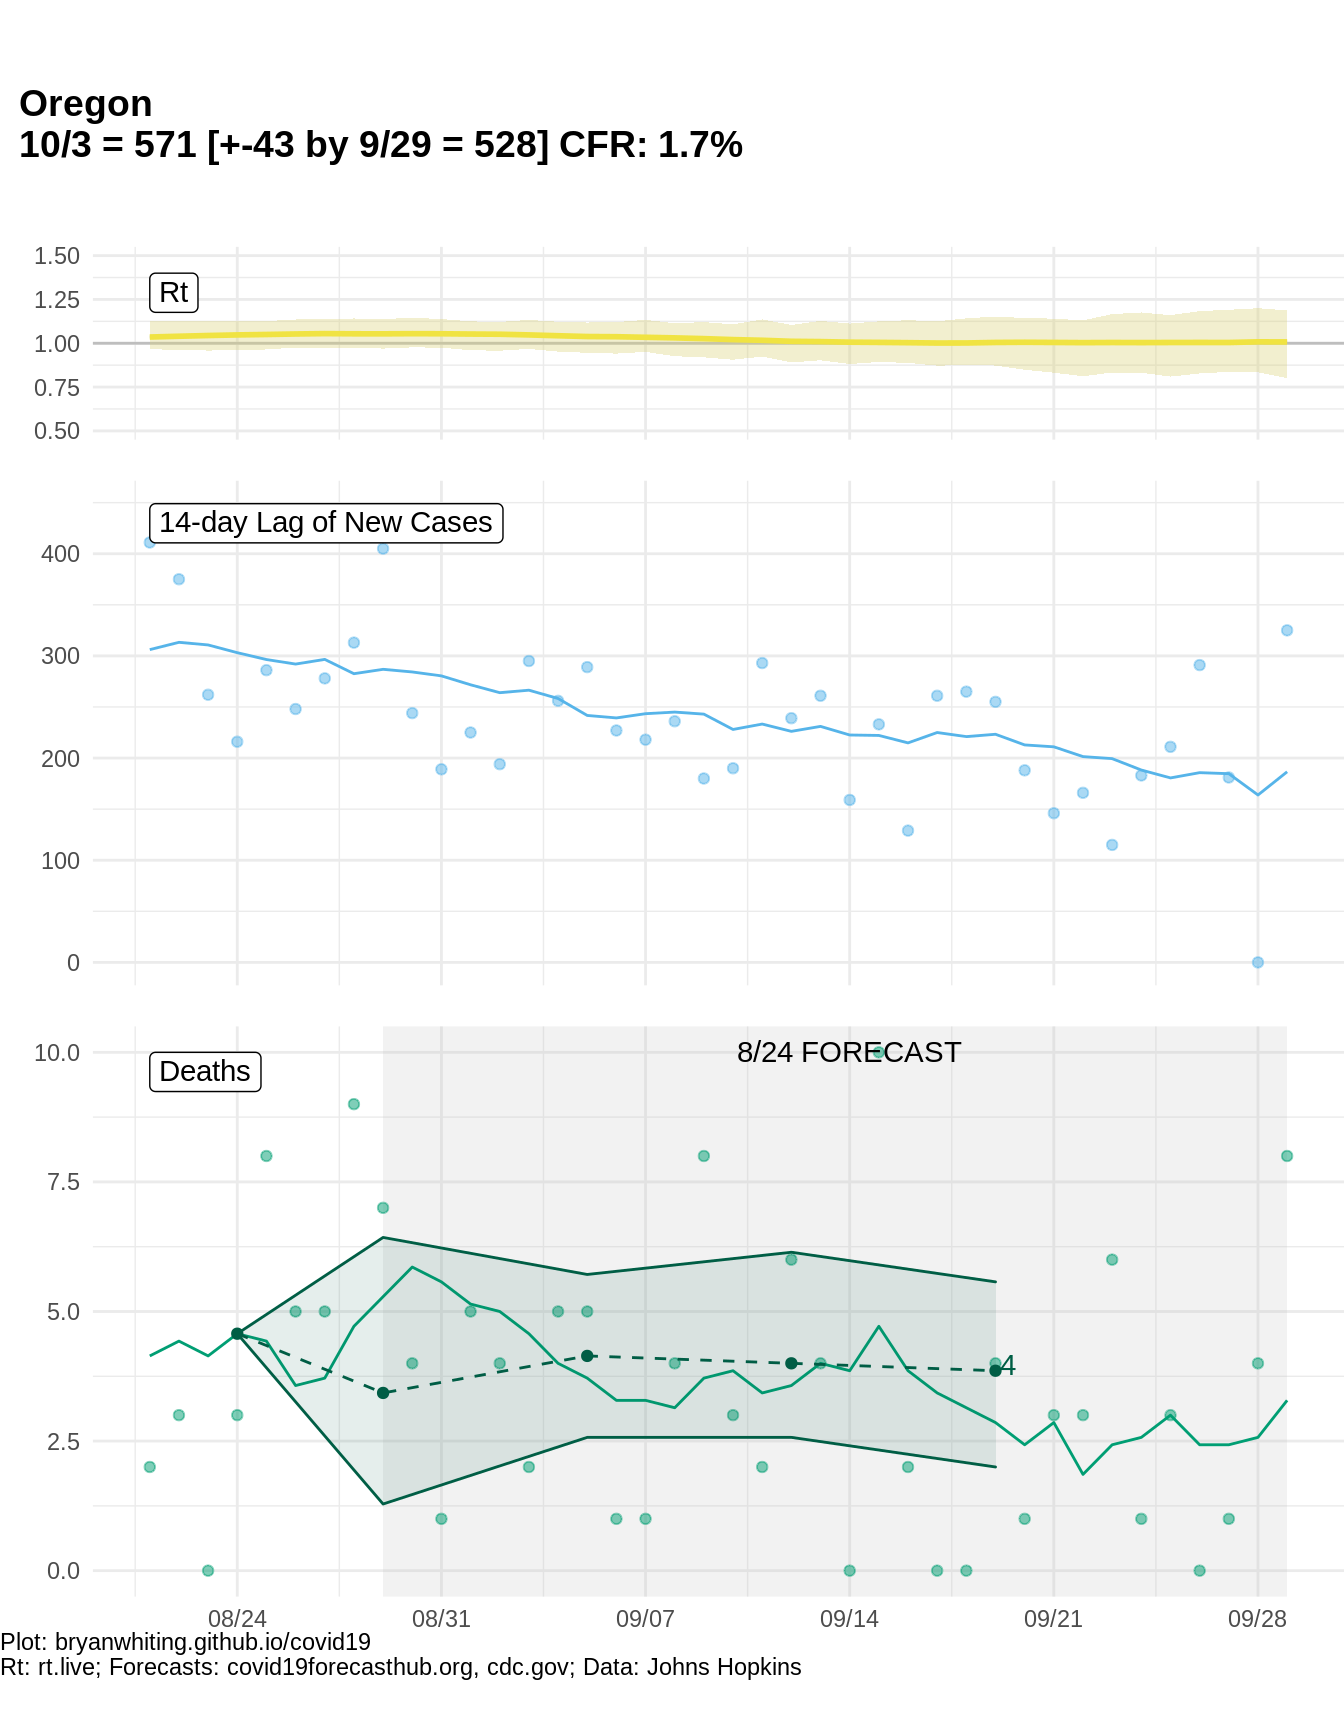 Oregon
10/3 = 571 [+-43 by 9/29 = 528] CFR: 1.7%
1.50
Rt
1.25
1.00
0.75
0.50
14-day Lag of New Cases
400
300
200
100
0
8/24 FORECAST
10.0
Deaths
7.5
5.0
4
2.5
0.0
08/24 08/31 09/07 09/14 09/21 09/28
Plot: bryanwhiting.github.io/covid19
Rt: rt.live; Forecasts: covid19forecasthub.org, cdc.gov; Data: Johns Hopkins